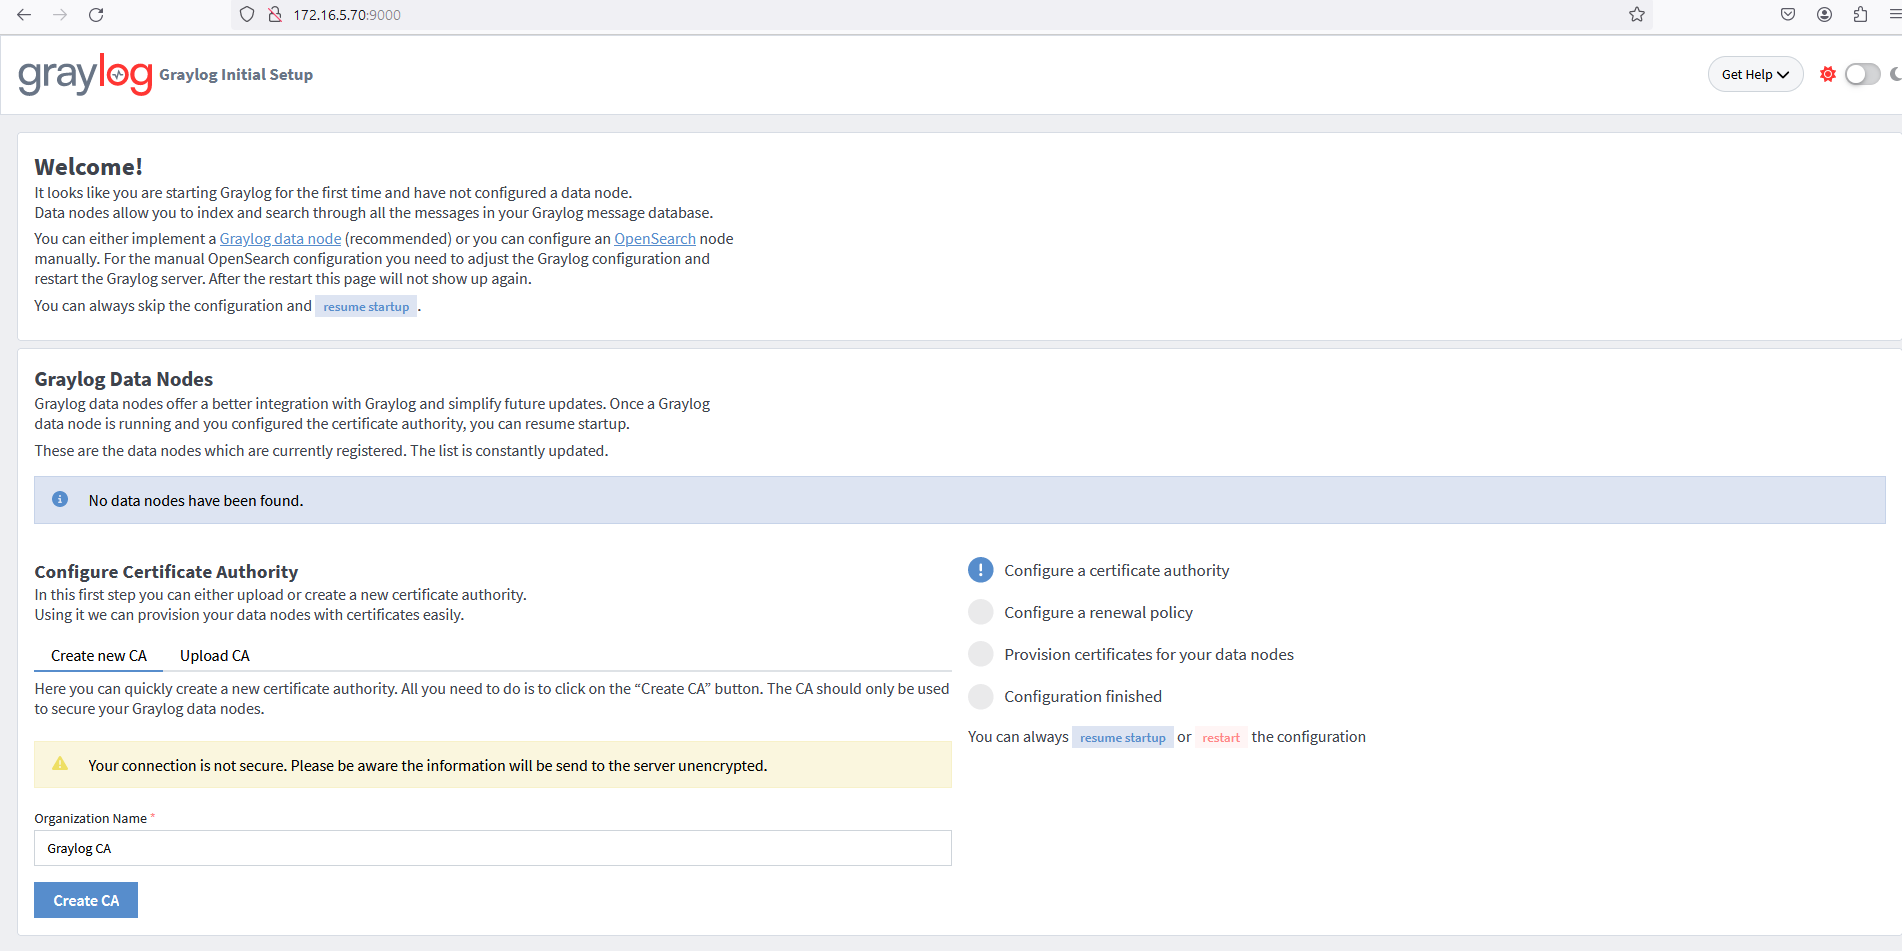 172.16.5.70:9000
graylog Graylog Initial Setup
Get Help
Welcome!
It looks like you are starting Graylog for the first time and have not configured a data node.
Data nodes allow you to index and search through all the messages in your Graylog message database.
You can either implement a Graylog data node (recommended) or you can configure an OpenSearch node
manually. For the manual OpenSearch configuration you need to adjust the Graylog configuration and
restart the Graylog server. After the restart this page will not show up again.
You can always skip the configuration and resume startup.
Graylog Data Nodes
Graylog data nodes offer a better integration with Graylog and simplify future updates. Once a Graylog
data node is running and you configured the certificate authority, you can resume startup.
These are the data nodes which are currently registered. The list is constantly updated.
No data nodes have been found.
Configure Certificate Authority
In this first step you can either upload or create a new certificate authority.
Using it we can provision your data nodes with certificates easily.
Create new CA Upload CA
Here you can quickly create a new certificate authority. All you need to do is to click on the “Create CA” button. The CA should only be used
to secure your Graylog data nodes.
Your connection is not secure. Please be aware the information will be send to the server unencrypted.
Organization Name *
Graylog CA
Create CA
Configure a certificate authority
Configure a renewal policy
Provision certificates for your data nodes
Configuration finished
You can always resume startup or restart the configuration